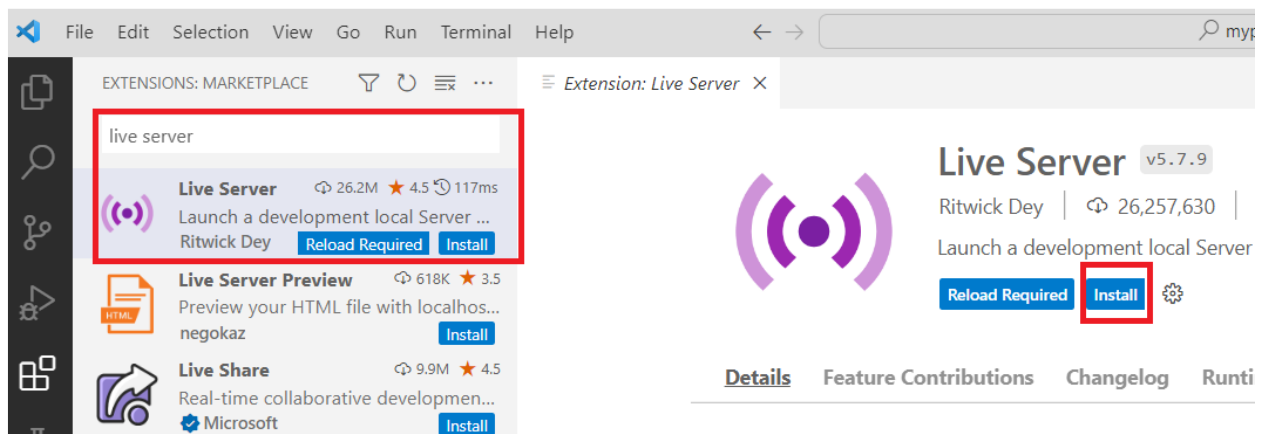 File Edit Selection View Go Run Terminal Help
EXTENSIONS: MARKETPLACE
live server
Live Server 26.2M 4.5 117ms
Launch a development local Server ...
Ritwick Dey Reload Required Install
Live Server Preview 618K 3.5
HTML
Preview your HTML file with localhos...
negokaz Install
Live Share 9.9M 4.5
Real-time collaborative developmen...
Microsoft Install
Extension: Live Server
Live Server v5.7.9
Ritwick Dey 26,257,630
Launch a development local Server
Reload Required Install
Details Feature Contributions Changelog